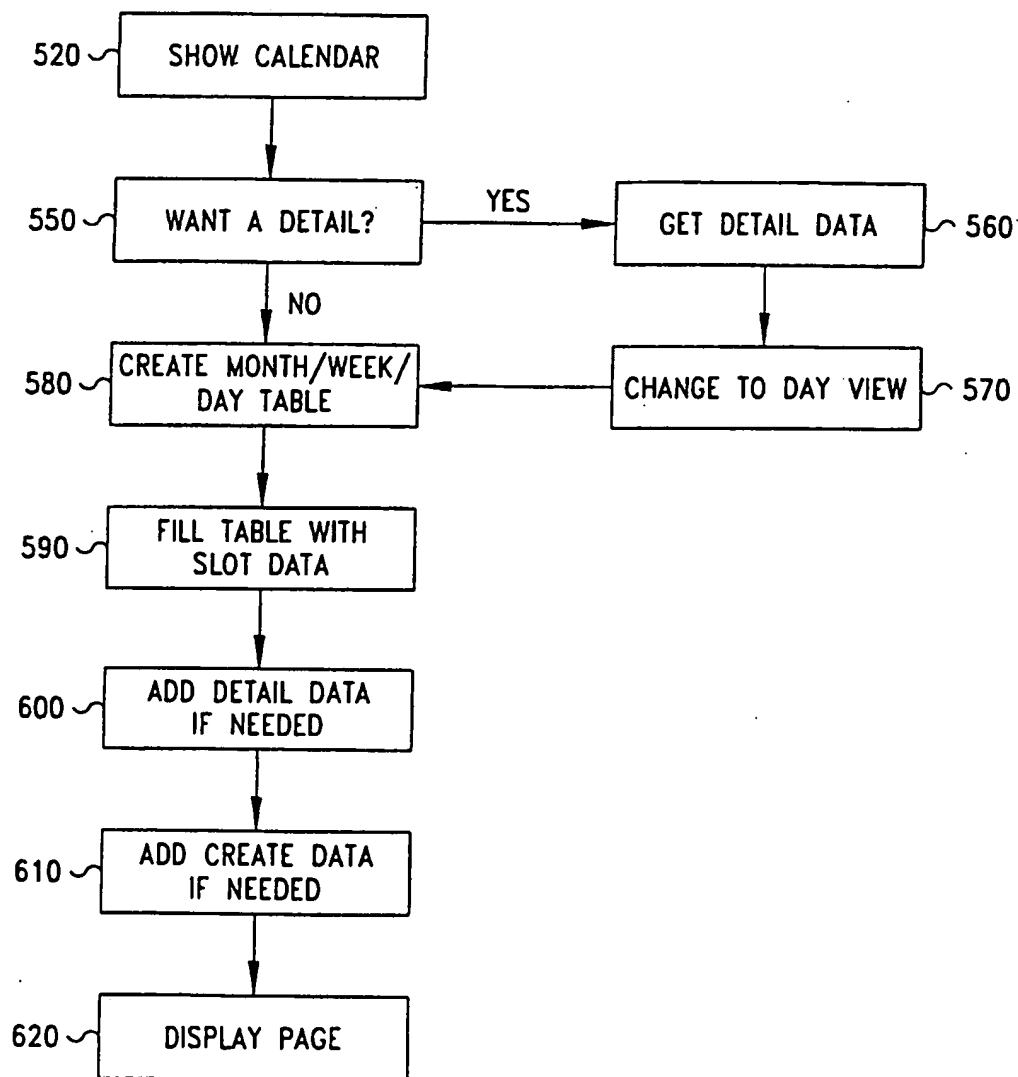 520 SHOW CALENDAR
550 WANT A DETAIL?
YES
GET DETAIL DATA 560
NO
580 CREATE MONTH/WEEK/
DAY TABLE
CHANGE TO DAY VIEW 570
590 FILL TABLE WITH
SLOT DATA
600 ADD DETAIL DATA
IF NEEDED
610 ADD CREATE DATA
IF NEEDED
620 DISPLAY PAGE